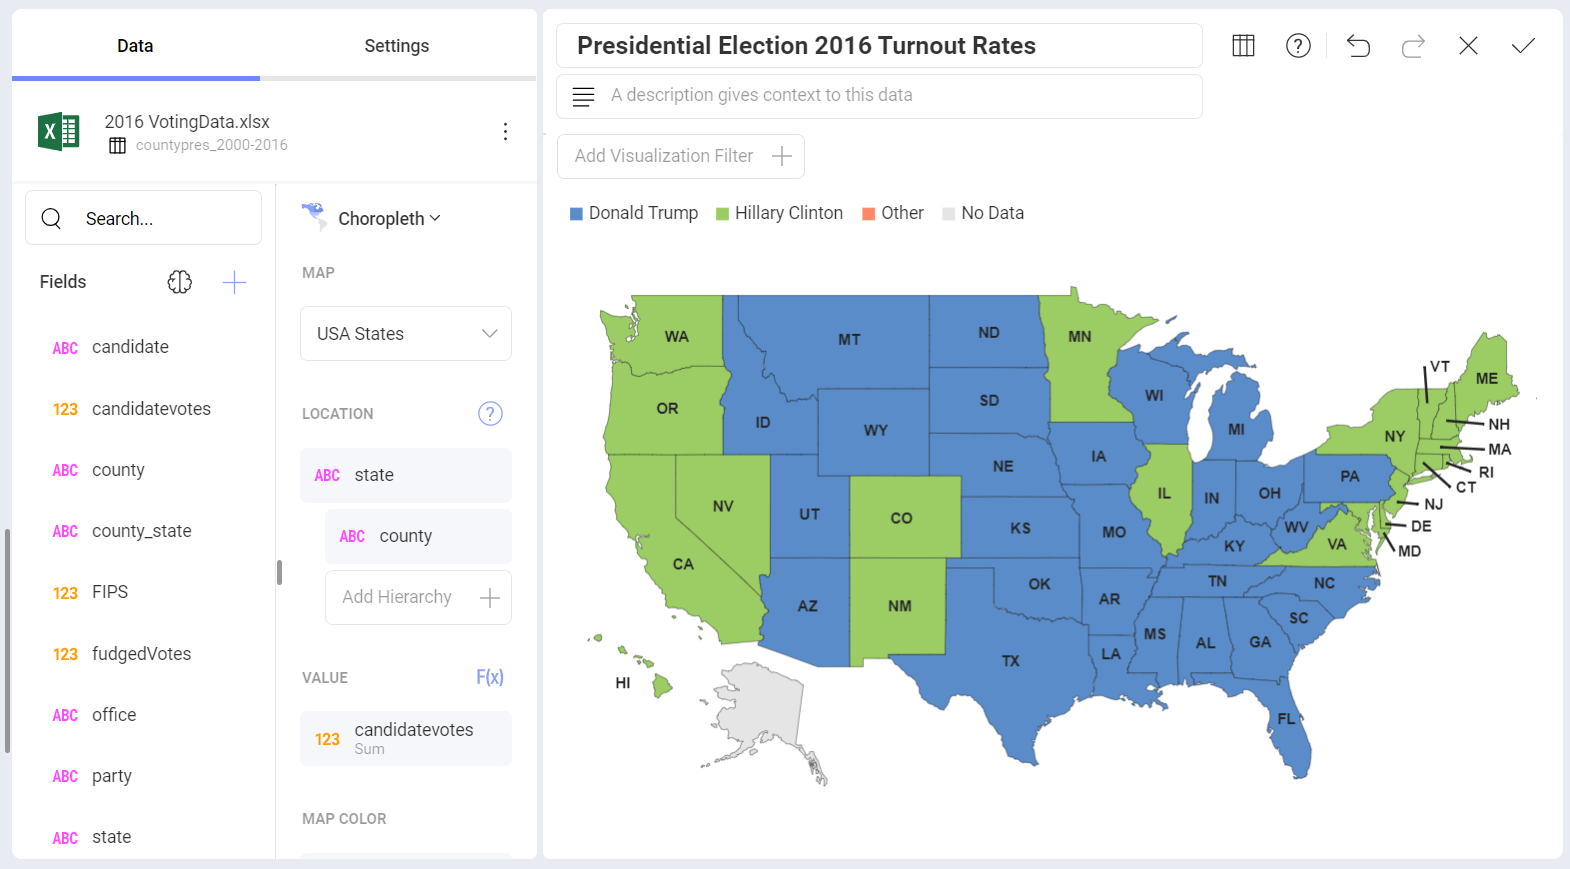 Data
Settings
2016 VotingData.xlsx
countypres_2000-2016
Search...
Fields
ABC candidate
123 candidatevotes
ABC county
ABC county_state
123 FIPS
123 fudgedVotes
ABC office
ABC party
ABC state
Choropleth
MAP
USA States
LOCATION
?
ABC state
ABC county
Add Hierarchy
VALUE
F(x)
123 candidatevotes
Sum
MAP COLOR
Presidential Election 2016 Turnout Rates
?
A description gives context to this data
Add Visualization Filter
Donald Trump
Hillary Clinton
Other
No Data
WA
MT
ND
MN
VT
ME
OR
ID
WY
SD
WI
MI
NY
NH
MA
RI
CT
NV
UT
CO
NE
IA
IL
IN
OH
PA
NJ
DE
MD
CA
KS
MO
KY
WV
VA
AZ
NM
OK
AR
TN
NC
SC
TX
LA
MS
AL
GA
HI
FL